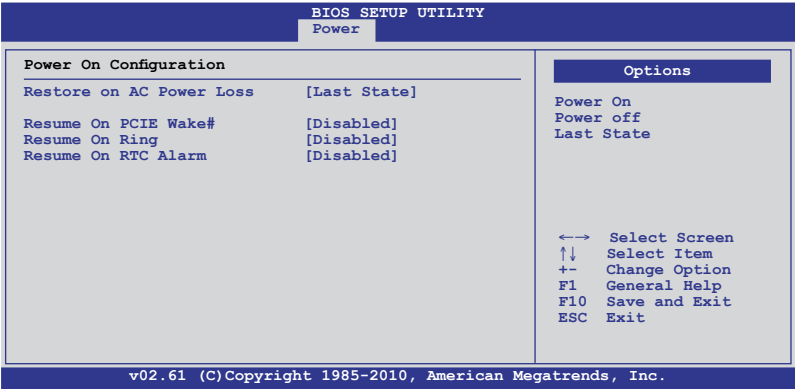 BIOS SETUP UTILITY
Power
Power On Configuration
Restore on AC Power Loss [Last State]
Resume On PCIE Wake# [Disabled]
Resume On Ring [Disabled]
Resume On RTC Alarm [Disabled]
Options
Power On
Power off
Last State
←→ Select Screen
↑↓ Select Item
+- Change Option
F1 General Help
F10 Save and Exit
ESC Exit
v02.61 (C)Copyright 1985-2010, American Megatrends, Inc.